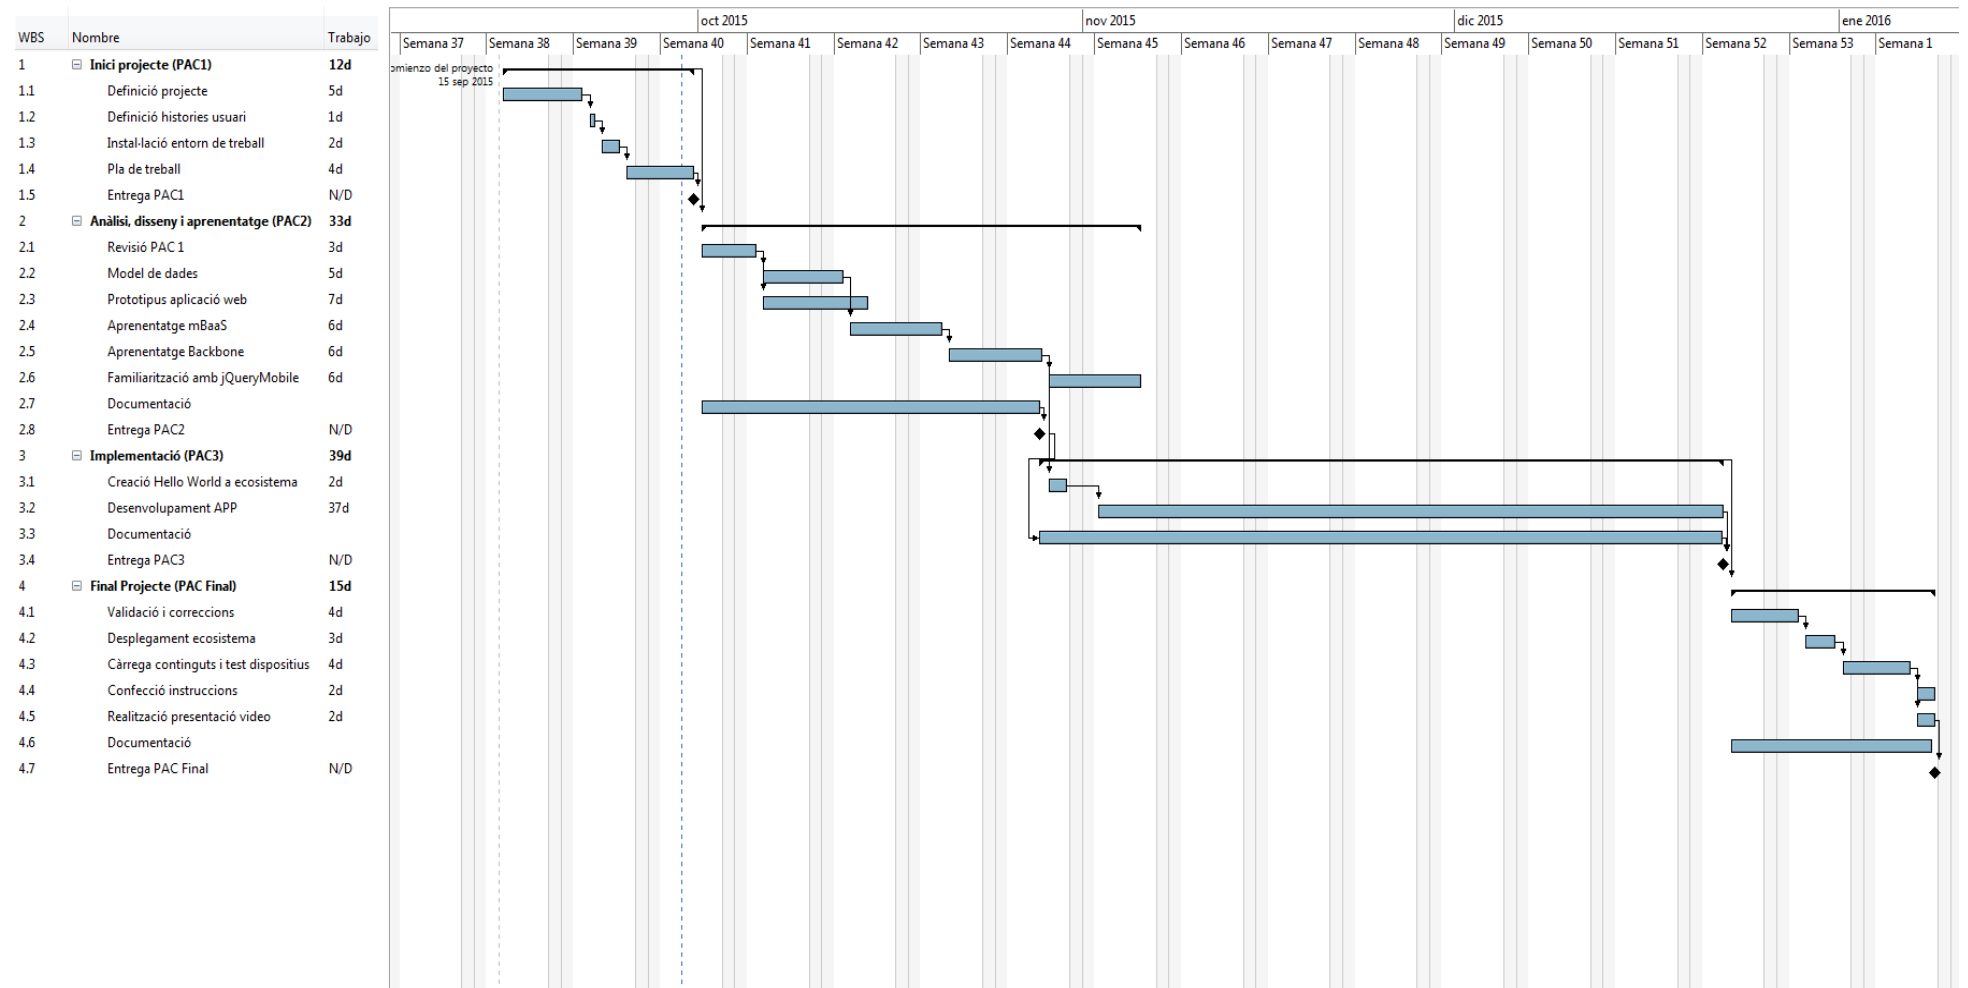 oct 2015 nov 2015 dic 2015 ene 2016
WBS Nombre Trabajo Semana 37 Semana 38 Semana 39 Semana 40 Semana 41 Semana 42 Semana 43 Semana 44 Semana 45 Semana 46 Semana 47 Semana 48 Semana 49 Semana 50 Semana 51 Semana 52 Semana 53 Semana 1
1 Inici projecte (PAC1) 12d
omienzo del proyecto
15 sep 2015
1.1 Definició projecte 5d
1.2 Definició histories usuari 1d
1.3 Instal·lació entorn de treball 2d
1.4 Pla de treball 4d
1.5 Entrega PAC1 N/D
2 Anàlisi, disseny i aprenentatge (PAC2) 33d
2.1 Revisió PAC 1 3d
2.2 Model de dades 5d
2.3 Prototipus aplicació web 7d
2.4 Aprenentatge mBaaS 6d
2.5 Aprenentatge Backbone 6d
2.6 Familiarització amb jQueryMobile 6d
2.7 Documentació
2.8 Entrega PAC2 N/D
3 Implementació (PAC3) 39d
3.1 Creació Hello World a ecosistema 2d
3.2 Desenvolupament APP 37d
3.3 Documentació
3.4 Entrega PAC3 N/D
4 Final Projecte (PAC Final) 15d
4.1 Validació i correccions 4d
4.2 Desplegament ecosistema 3d
4.3 Càrrega continguts i test dispositius 4d
4.4 Confecció instruccions 2d
4.5 Realització presentació video 2d
4.6 Documentació
4.7 Entrega PAC Final N/D